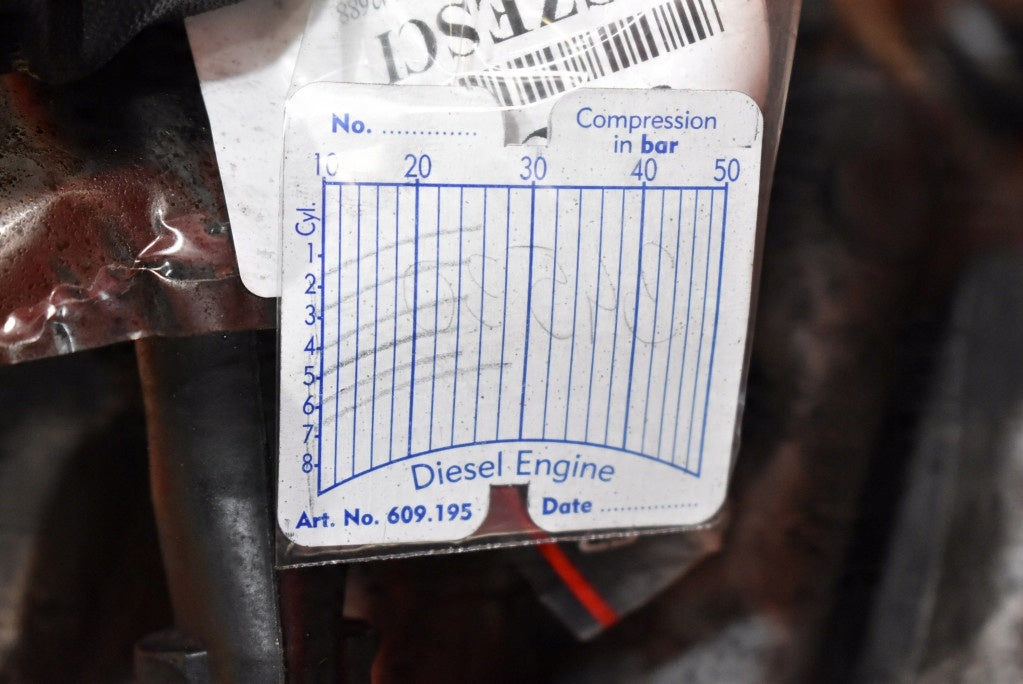 No. .............
Compression
in bar
10 20 30 40 50
Cyl.
1
2
3
4
5
6
7
8
Diesel Engine
Art. No. 609.195
Date ..............